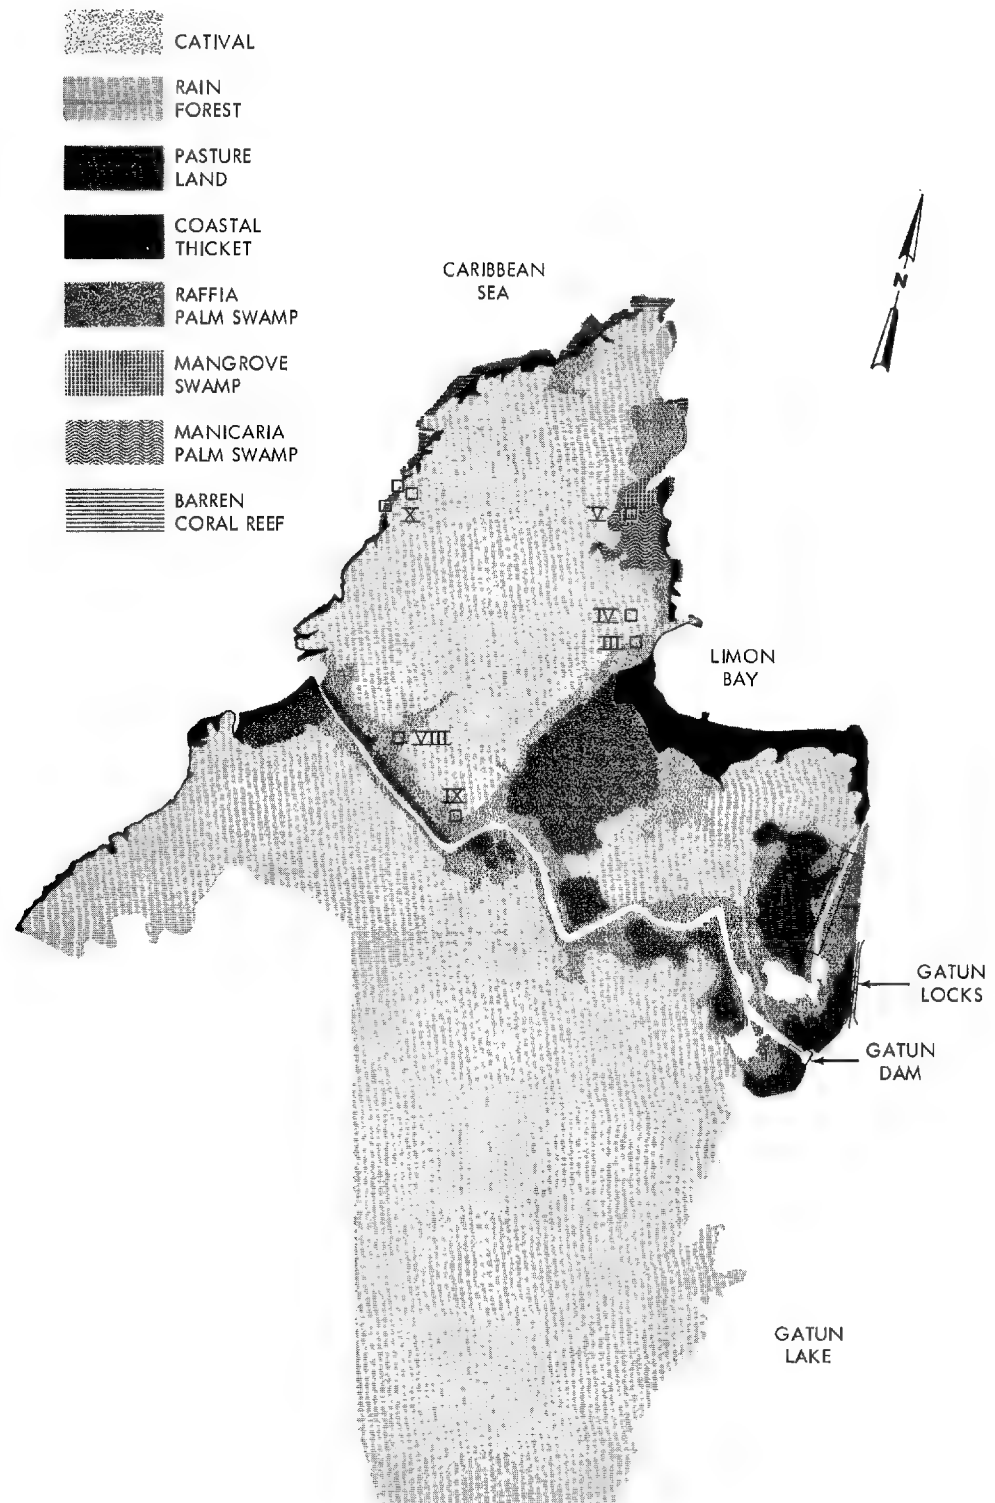 CATIVAL
RAIN
FOREST
PASTURE
LAND
COASTAL
THICKET
RAFFIA
PALM SWAMP
MANGROVE
SWAMP
MANICARIA
PALM SWAMP
BARREN
CORAL REEF
CARIBBEAN
SEA
N
X
V
IV
III
LIMON
BAY
VIII
IX
GATUN
LOCKS
GATUN
DAM
GATUN
LAKE